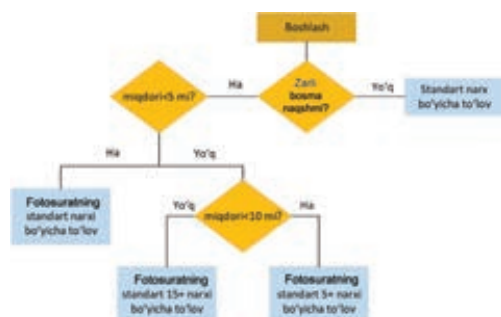 Boshlash
Zarli
bosma
naqshmi?
Ha
Yo'q
miqdori<5 mi?
Standart narx
bo'yicha to'lov
Ha
Yo'q
Fotosuratning
standart narxi
bo'yicha to'lov
Yo'q
miqdori<10 mi?
Ha
Fotosuratning
standart 15+ narxi
bo'yicha to'lov
Fotosuratning
standart 5+ narxi
bo'yicha to'lov